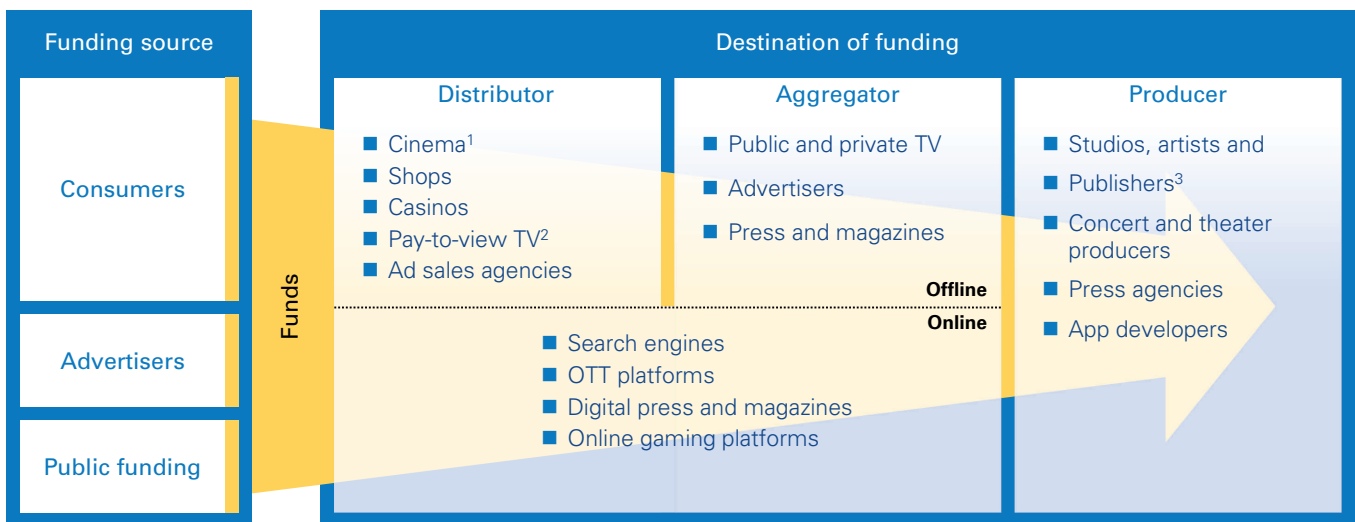 Funding source
Consumers
Advertisers
Public funding
Funds
Destination of funding
Distributor
■ Cinema¹
■ Shops
■ Casinos
■ Pay-to-view TV²
■ Ad sales agencies
Aggregator
■ Public and private TV
■ Advertisers
■ Press and magazines
Offline
Online
■ Search engines
■ OTT platforms
■ Digital press and magazines
■ Online gaming platforms
Producer
■ Studios, artists and
■ Publishers³
■ Concert and theater
producers
■ Press agencies
■ App developers